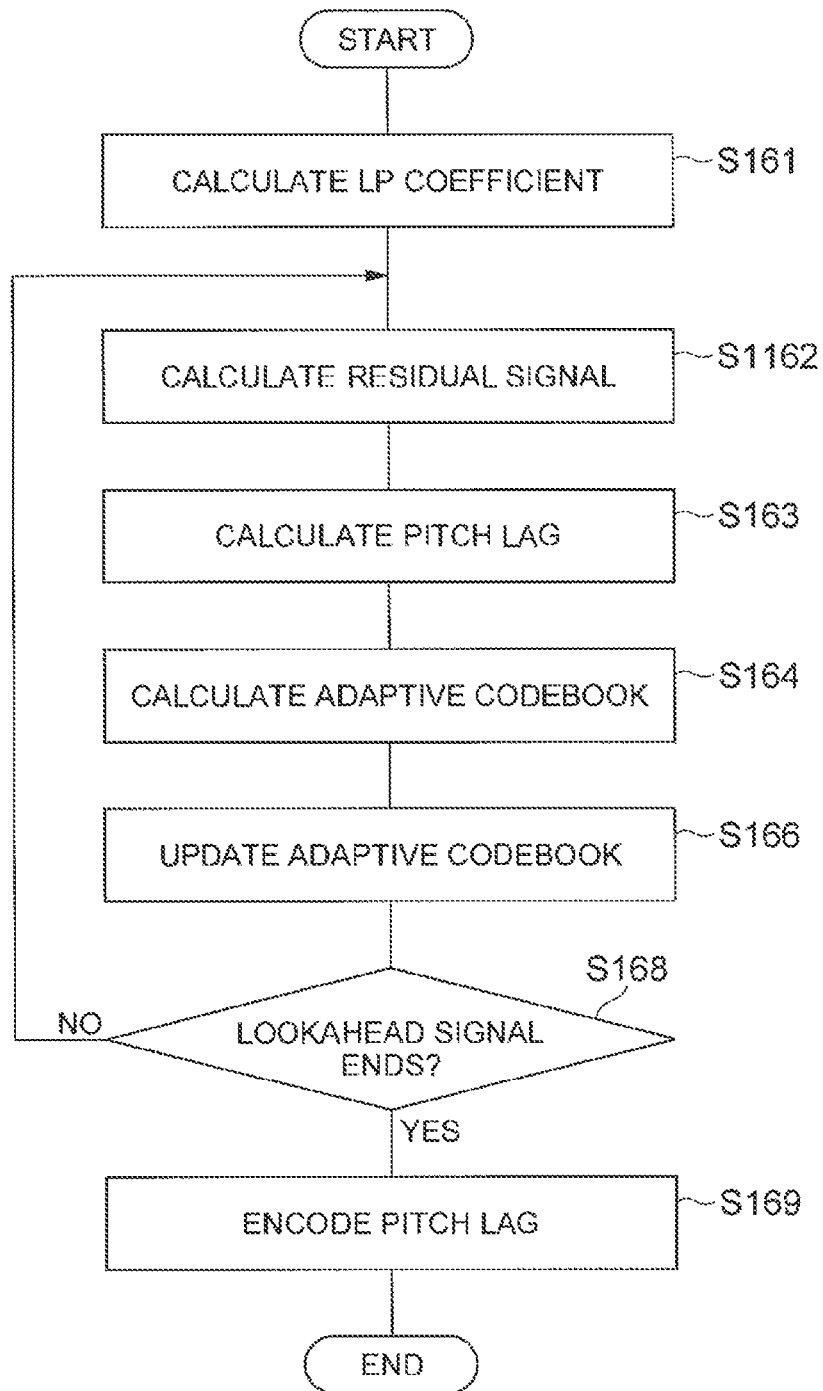 START
CALCULATE LP COEFFICIENT
S161
CALCULATE RESIDUAL SIGNAL
S1162
CALCULATE PITCH LAG
S163
CALCULATE ADAPTIVE CODEBOOK
S164
UPDATE ADAPTIVE CODEBOOK
S166
S168
NO
LOOKAHEAD SIGNAL
ENDS?
YES
ENCODE PITCH LAG
S169
END